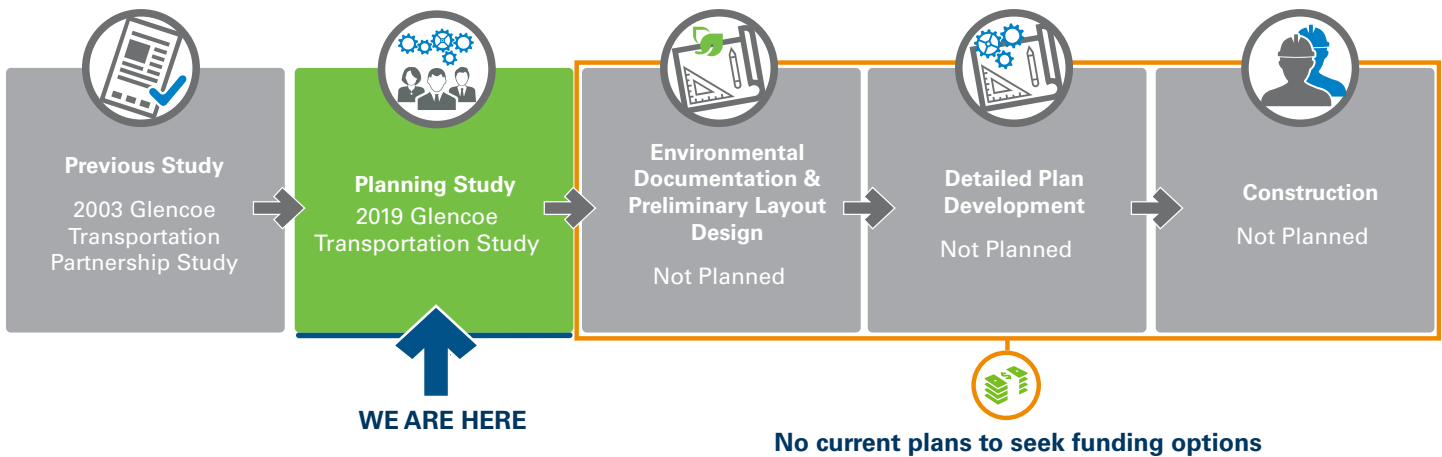 Previous Study
2003 Glencoe
Transportation
Partnership Study
Planning Study
2019 Glencoe
Transportation Study
Environmental
Documentation &
Preliminary Layout
Design
Not Planned
Detailed Plan
Development
Not Planned
Construction
Not Planned
WE ARE HERE
No current plans to seek funding options